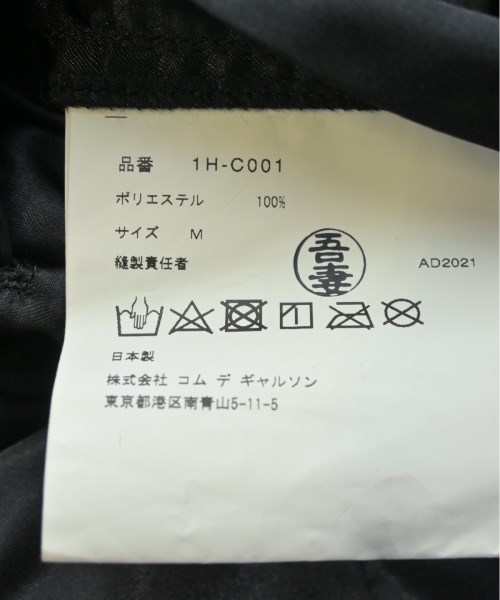 品番 1H-C001
ポリエステル 100%
サイズ M
縫製責任者 吾妻 AD2021
日本製
株式会社 コム デ ギャルソン
東京都港区南青山5-11-5